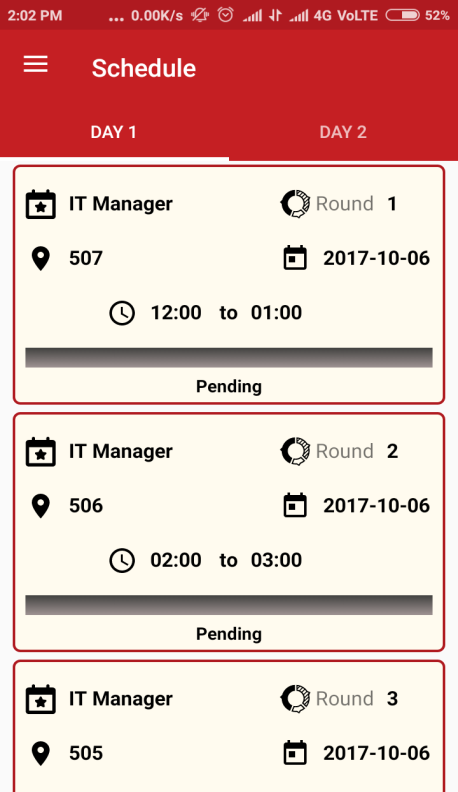 2:02 PM ... 0.00K/s 4G VoLTE 52%
Schedule
DAY 1 DAY 2
IT Manager Round 1
507 2017-10-06
12:00 to 01:00
Pending
IT Manager Round 2
506 2017-10-06
02:00 to 03:00
Pending
IT Manager Round 3
505 2017-10-06